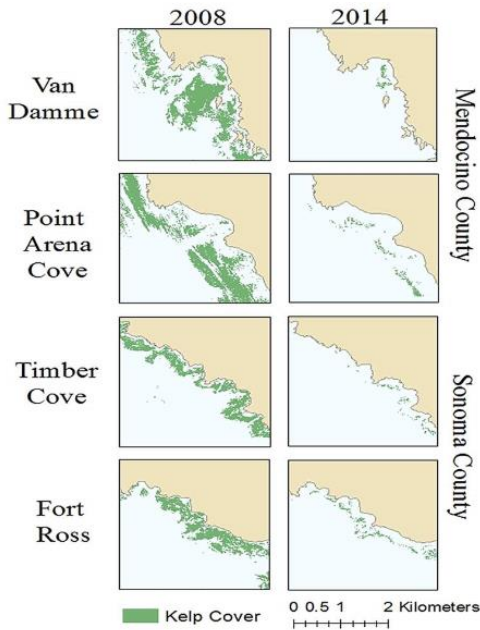 2008 2014
Van
Damme
Mendocino County
Point
Arena
Cove
Timber
Cove
Sonoma County
Fort
Ross
Kelp Cover
0 0.5 1 2 Kilometers